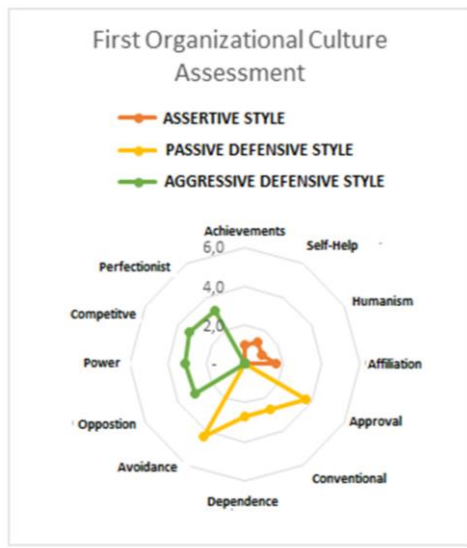 First Organizational Culture
Assessment
ASSERTIVE STYLE
PASSIVE DEFENSIVE STYLE
AGGRESSIVE DEFENSIVE STYLE
Achievements
6,0
Self-Help
Perfectionist
4,0
Humanism
Competitve
2,0
Power
-
Affiliation
Oppostion
Approval
Avoidance
Conventional
Dependence